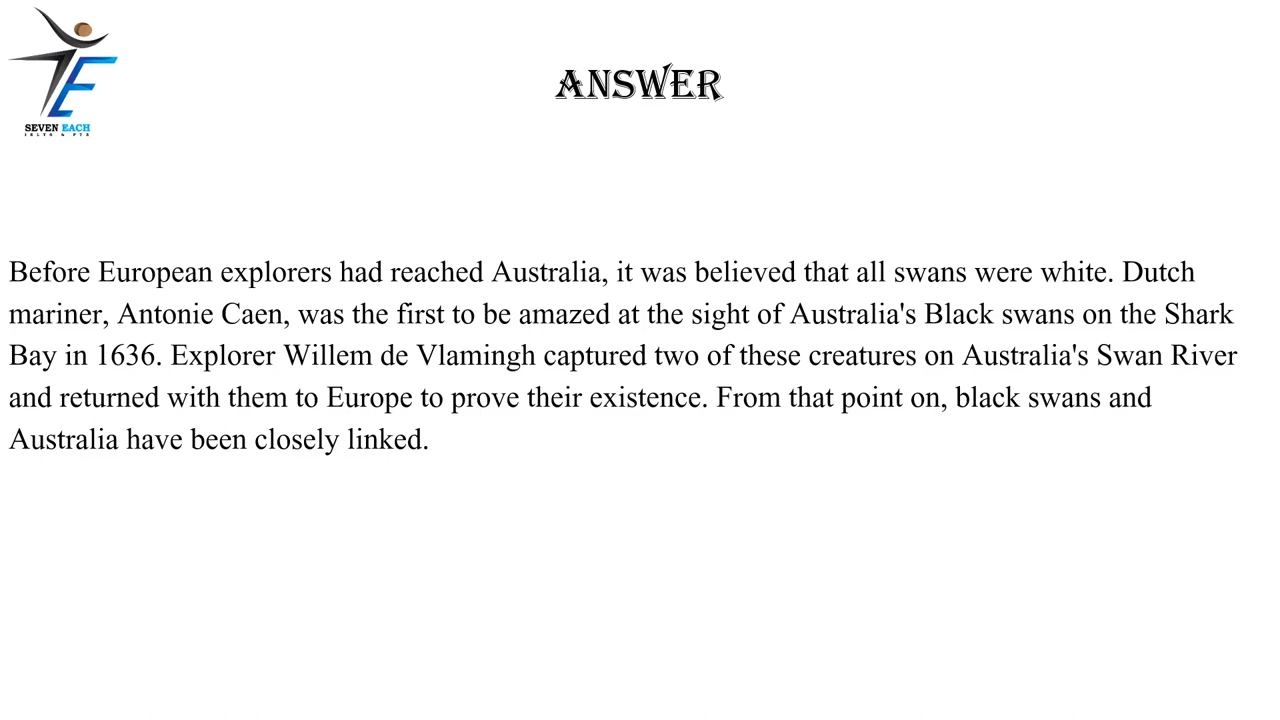 SEVEN EACH
IELTS & PTE
ANSWER
Before European explorers had reached Australia, it was believed that all swans were white. Dutch
mariner, Antonie Caen, was the first to be amazed at the sight of Australia's Black swans on the Shark
Bay in 1636. Explorer Willem de Vlamingh captured two of these creatures on Australia's Swan River
and returned with them to Europe to prove their existence. From that point on, black swans and
Australia have been closely linked.